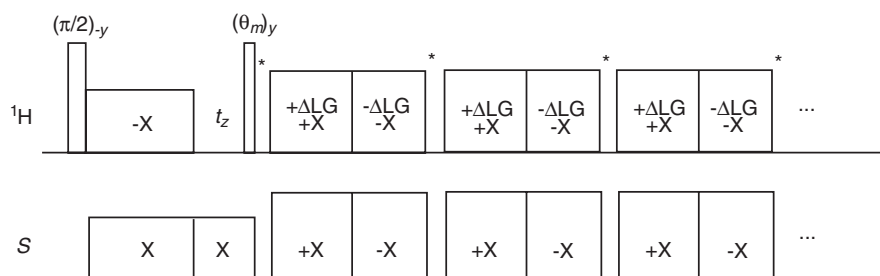 (π/2)-y (θm)y
* * * *
¹H -X tz +ΔLG -ΔLG +ΔLG -ΔLG +ΔLG -ΔLG ...
+X -X +X -X +X -X
S X X +X -X +X -X +X -X ...